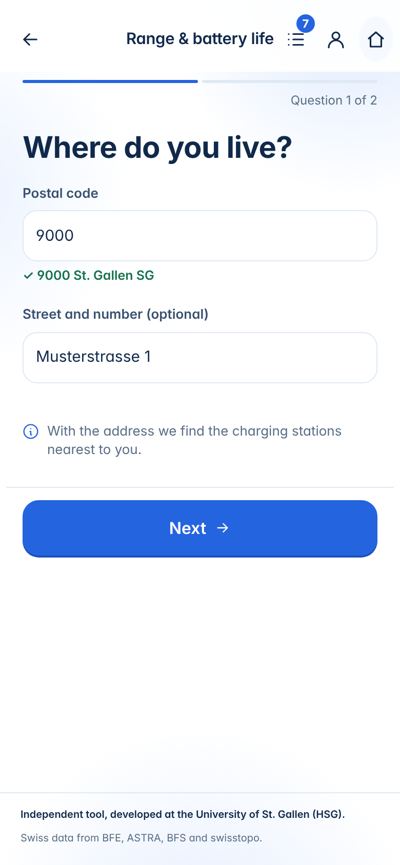 Range & battery life
7
Question 1 of 2
Where do you live?
Postal code
9000
✓ 9000 St. Gallen SG
Street and number (optional)
Musterstrasse 1
With the address we find the charging stations
nearest to you.
Next →
Independent tool, developed at the University of St. Gallen (HSG).
Swiss data from BFE, ASTRA, BFS and swisstopo.